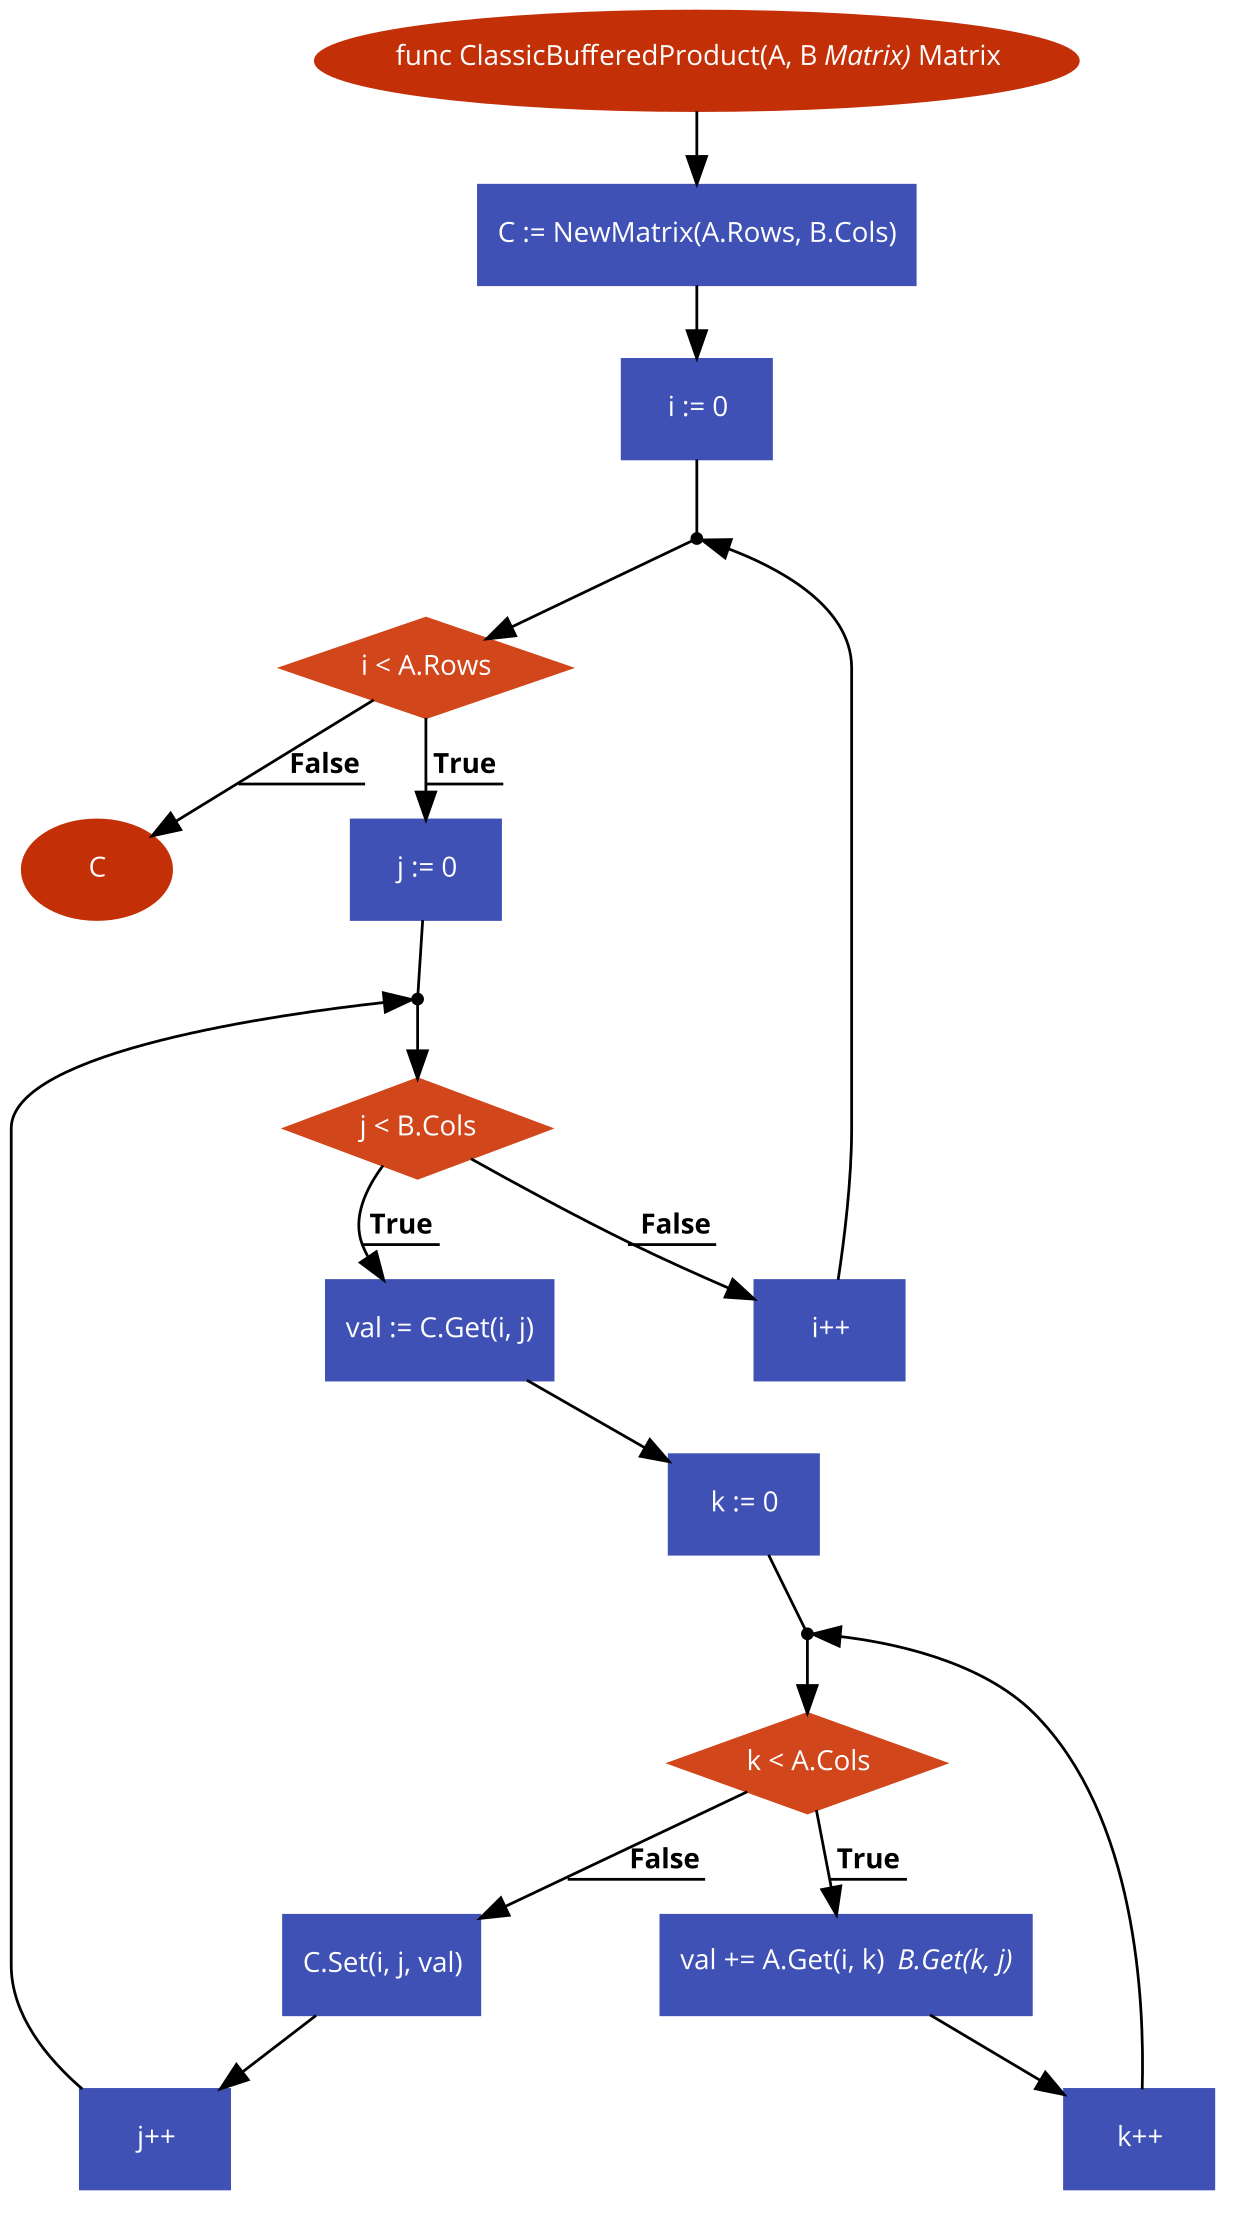 func ClassicBufferedProduct(A, B Matrix) Matrix
C := NewMatrix(A.Rows, B.Cols)
i := 0
i < A.Rows
False
True
C
j := 0
j < B.Cols
True
False
val := C.Get(i, j)
i++
k := 0
k < A.Cols
False
True
C.Set(i, j, val)
val += A.Get(i, k) B.Get(k, j)
j++
k++